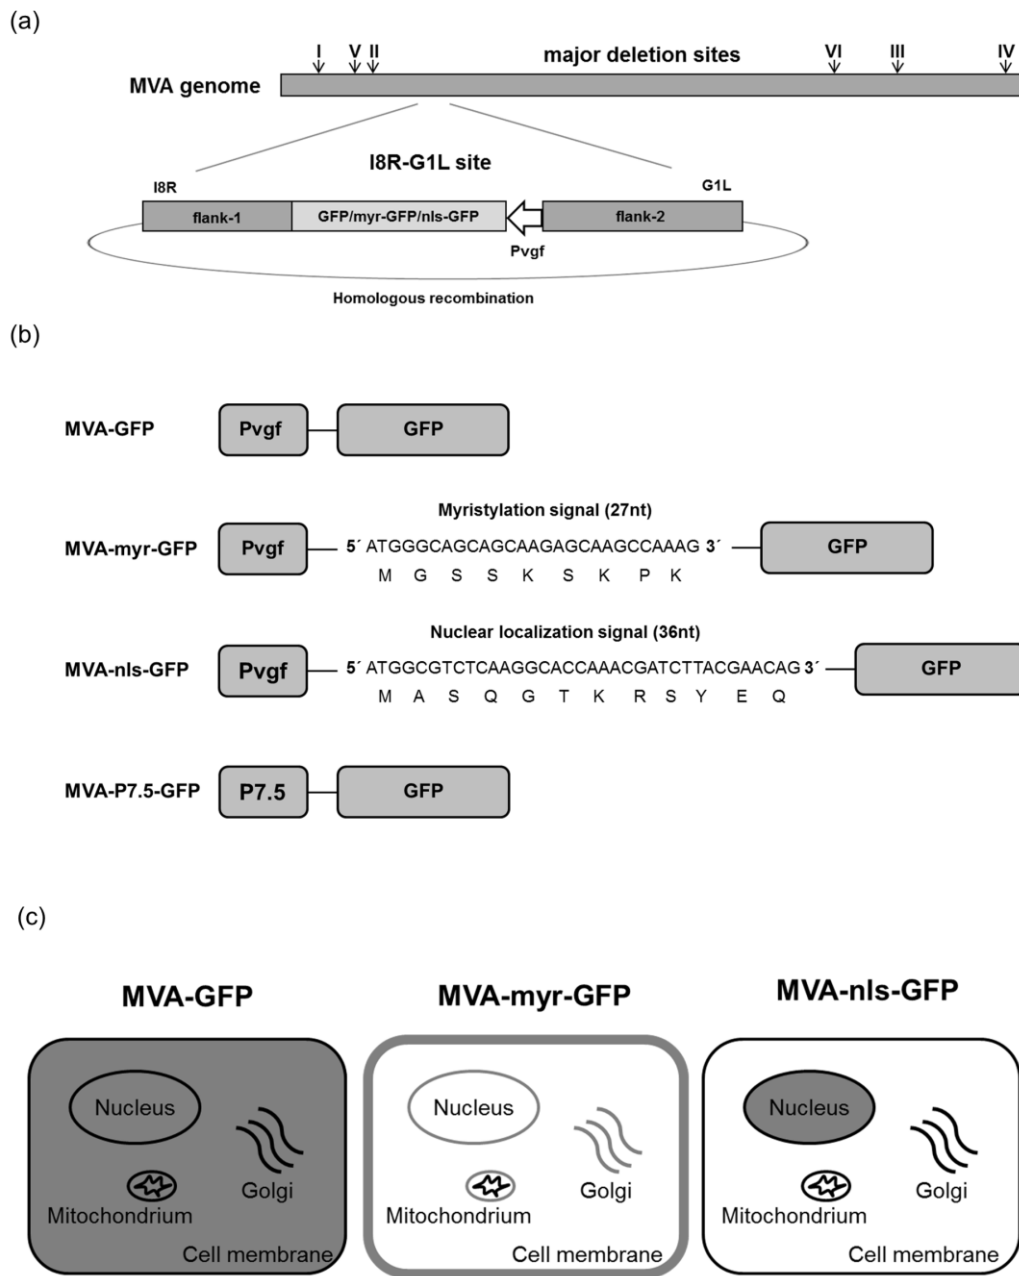 (a)
I V II major deletion sites VI III IV
MVA genome
I8R-G1L site
I8R G1L
flank-1 GFP/myr-GFP/nls-GFP flank-2
Pvgf
Homologous recombination
(b)
MVA-GFP Pvgf GFP
Myristylation signal (27nt)
MVA-myr-GFP Pvgf 5´ ATGGGCAGCAGCAAGAGCAAGCCAAAG 3´ GFP
M G S S K S K P K
Nuclear localization signal (36nt)
MVA-nls-GFP Pvgf 5´ ATGGCGTCTCAAGGCACCAAACGATCTTACGAACAG 3´ GFP
M A S Q G T K R S Y E Q
MVA-P7.5-GFP P7.5 GFP
(c)
MVA-GFP MVA-myr-GFP MVA-nls-GFP
Nucleus Nucleus Nucleus
Golgi Golgi Golgi
Mitochondrium Mitochondrium Mitochondrium
Cell membrane Cell membrane Cell membrane